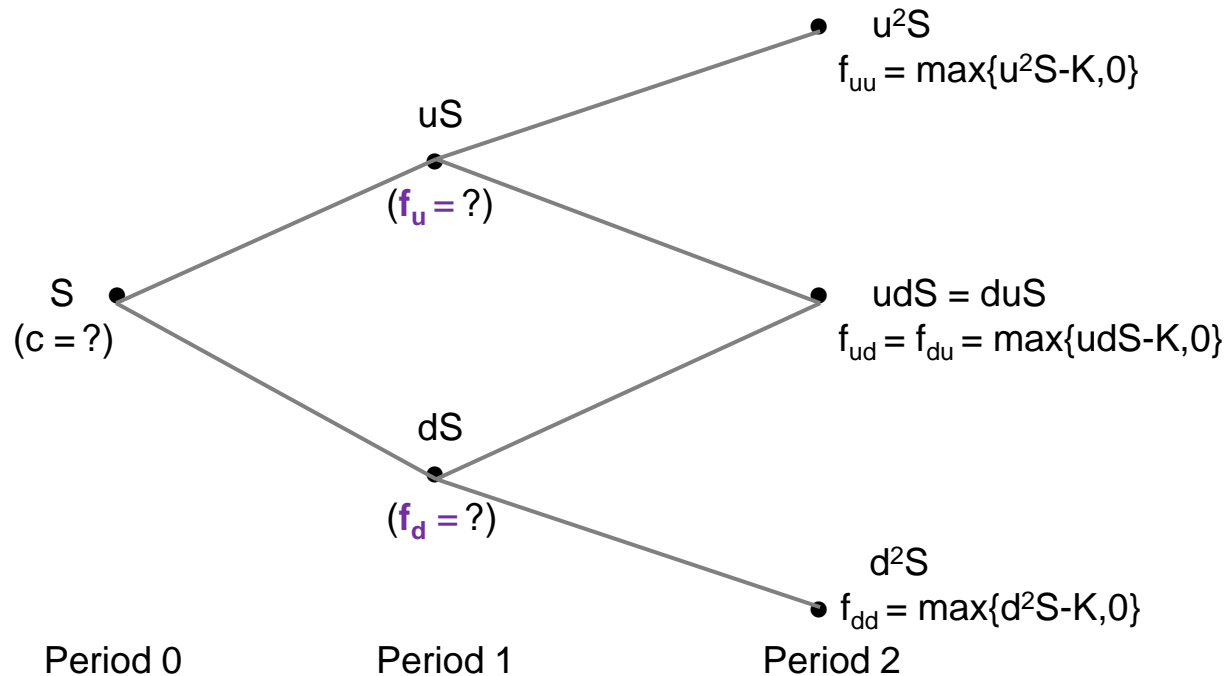 u²S
f_uu = max{u²S-K,0}
uS
(f_u = ?)
S
(c = ?)
udS = duS
f_ud = f_du = max{udS-K,0}
dS
(f_d = ?)
d²S
f_dd = max{d²S-K,0}
Period 0 Period 1 Period 2